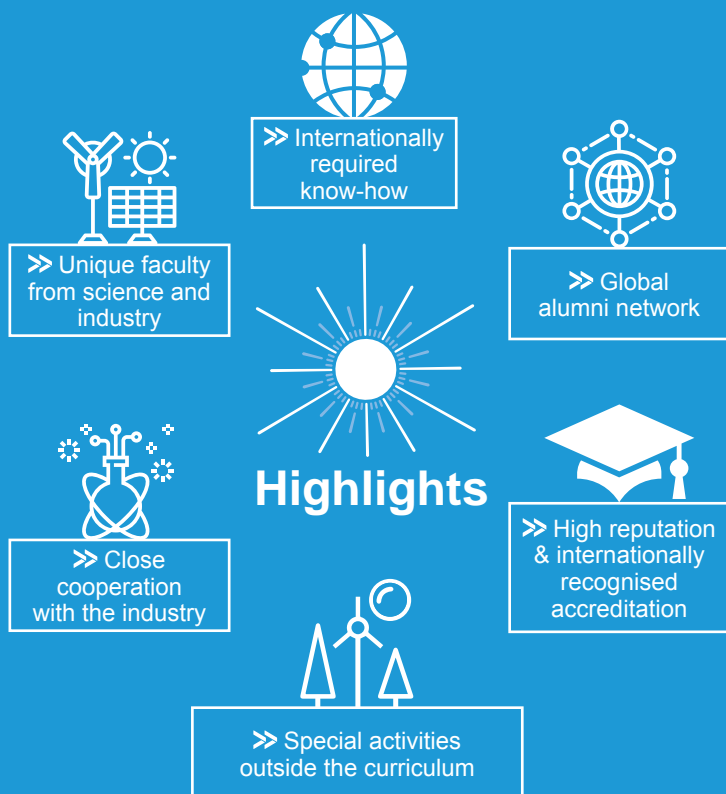 >> Internationally
required
know-how
>> Unique faculty
from science and
industry
>> Global
alumni network
Highlights
>> Close
cooperation
with the industry
>> High reputation
& internationally
recognised
accreditation
>> Special activities
outside the curriculum